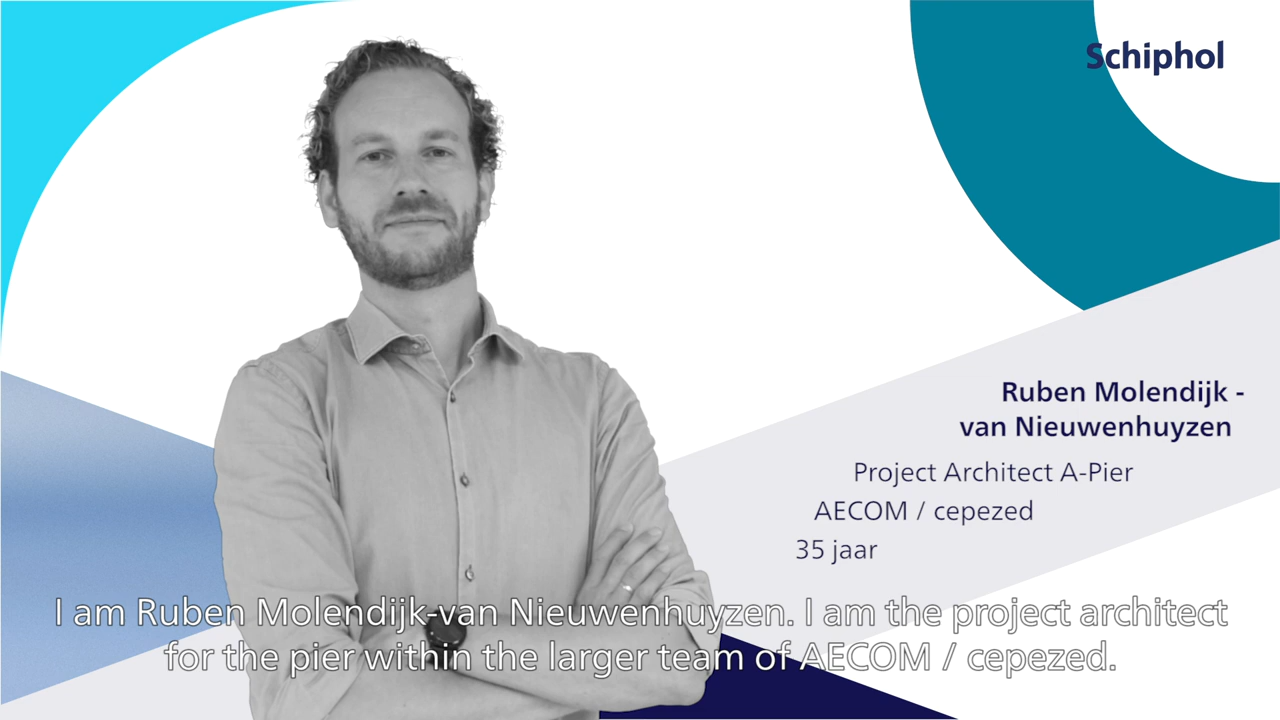 Schiphol
Ruben Molendijk -
van Nieuwenhuyzen
Project Architect A-Pier
AECOM / cepezed
35 jaar
I am Ruben Molendijk-van Nieuwenhuyzen. I am the project architect
for the pier within the larger team of AECOM / cepezed.